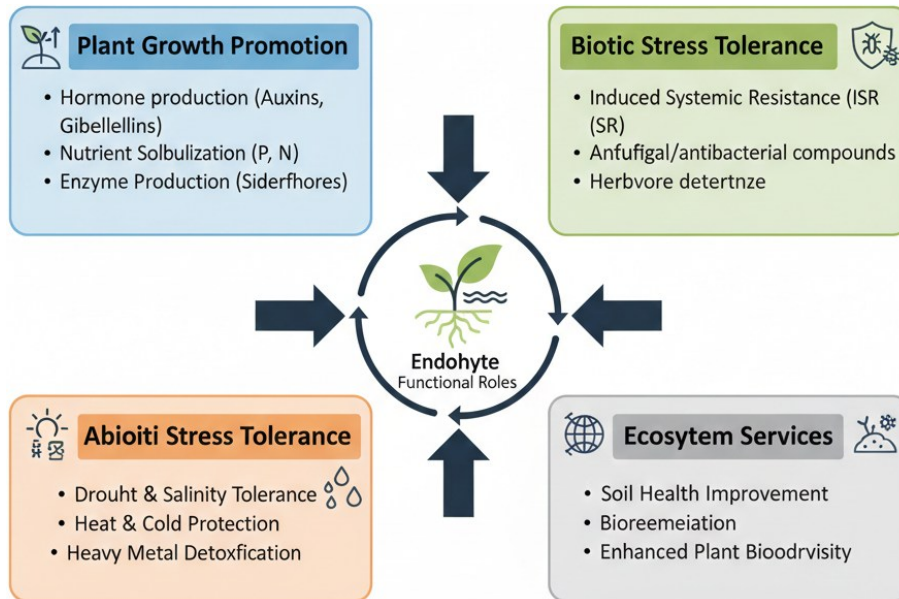 Plant Growth Promotion
• Hormone production (Auxins,
Gibellellins)
• Nutrient Solbulization (P, N)
• Enzyme Production (Siderfhores)
Biotic Stress Tolerance
• Induced Systemic Resistance (ISR
(SR)
• Anfufigal/antibacterial compounds
• Herbvore detertnze
Endohyte
Functional Roles
Abioiti Stress Tolerance
• Drouht & Salinity Tolerance
• Heat & Cold Protection
• Heavy Metal Detoxfication
Ecosytem Services
• Soil Health Improvement
• Bioreemeiation
• Enhanced Plant Bioodrvisity